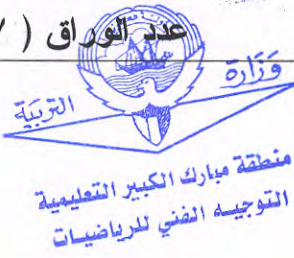 عدد الوراق ( ٧
وزارة
التربية
منطقة مبارك الكبير التعليمية
التوجيه الفني للرياضيات